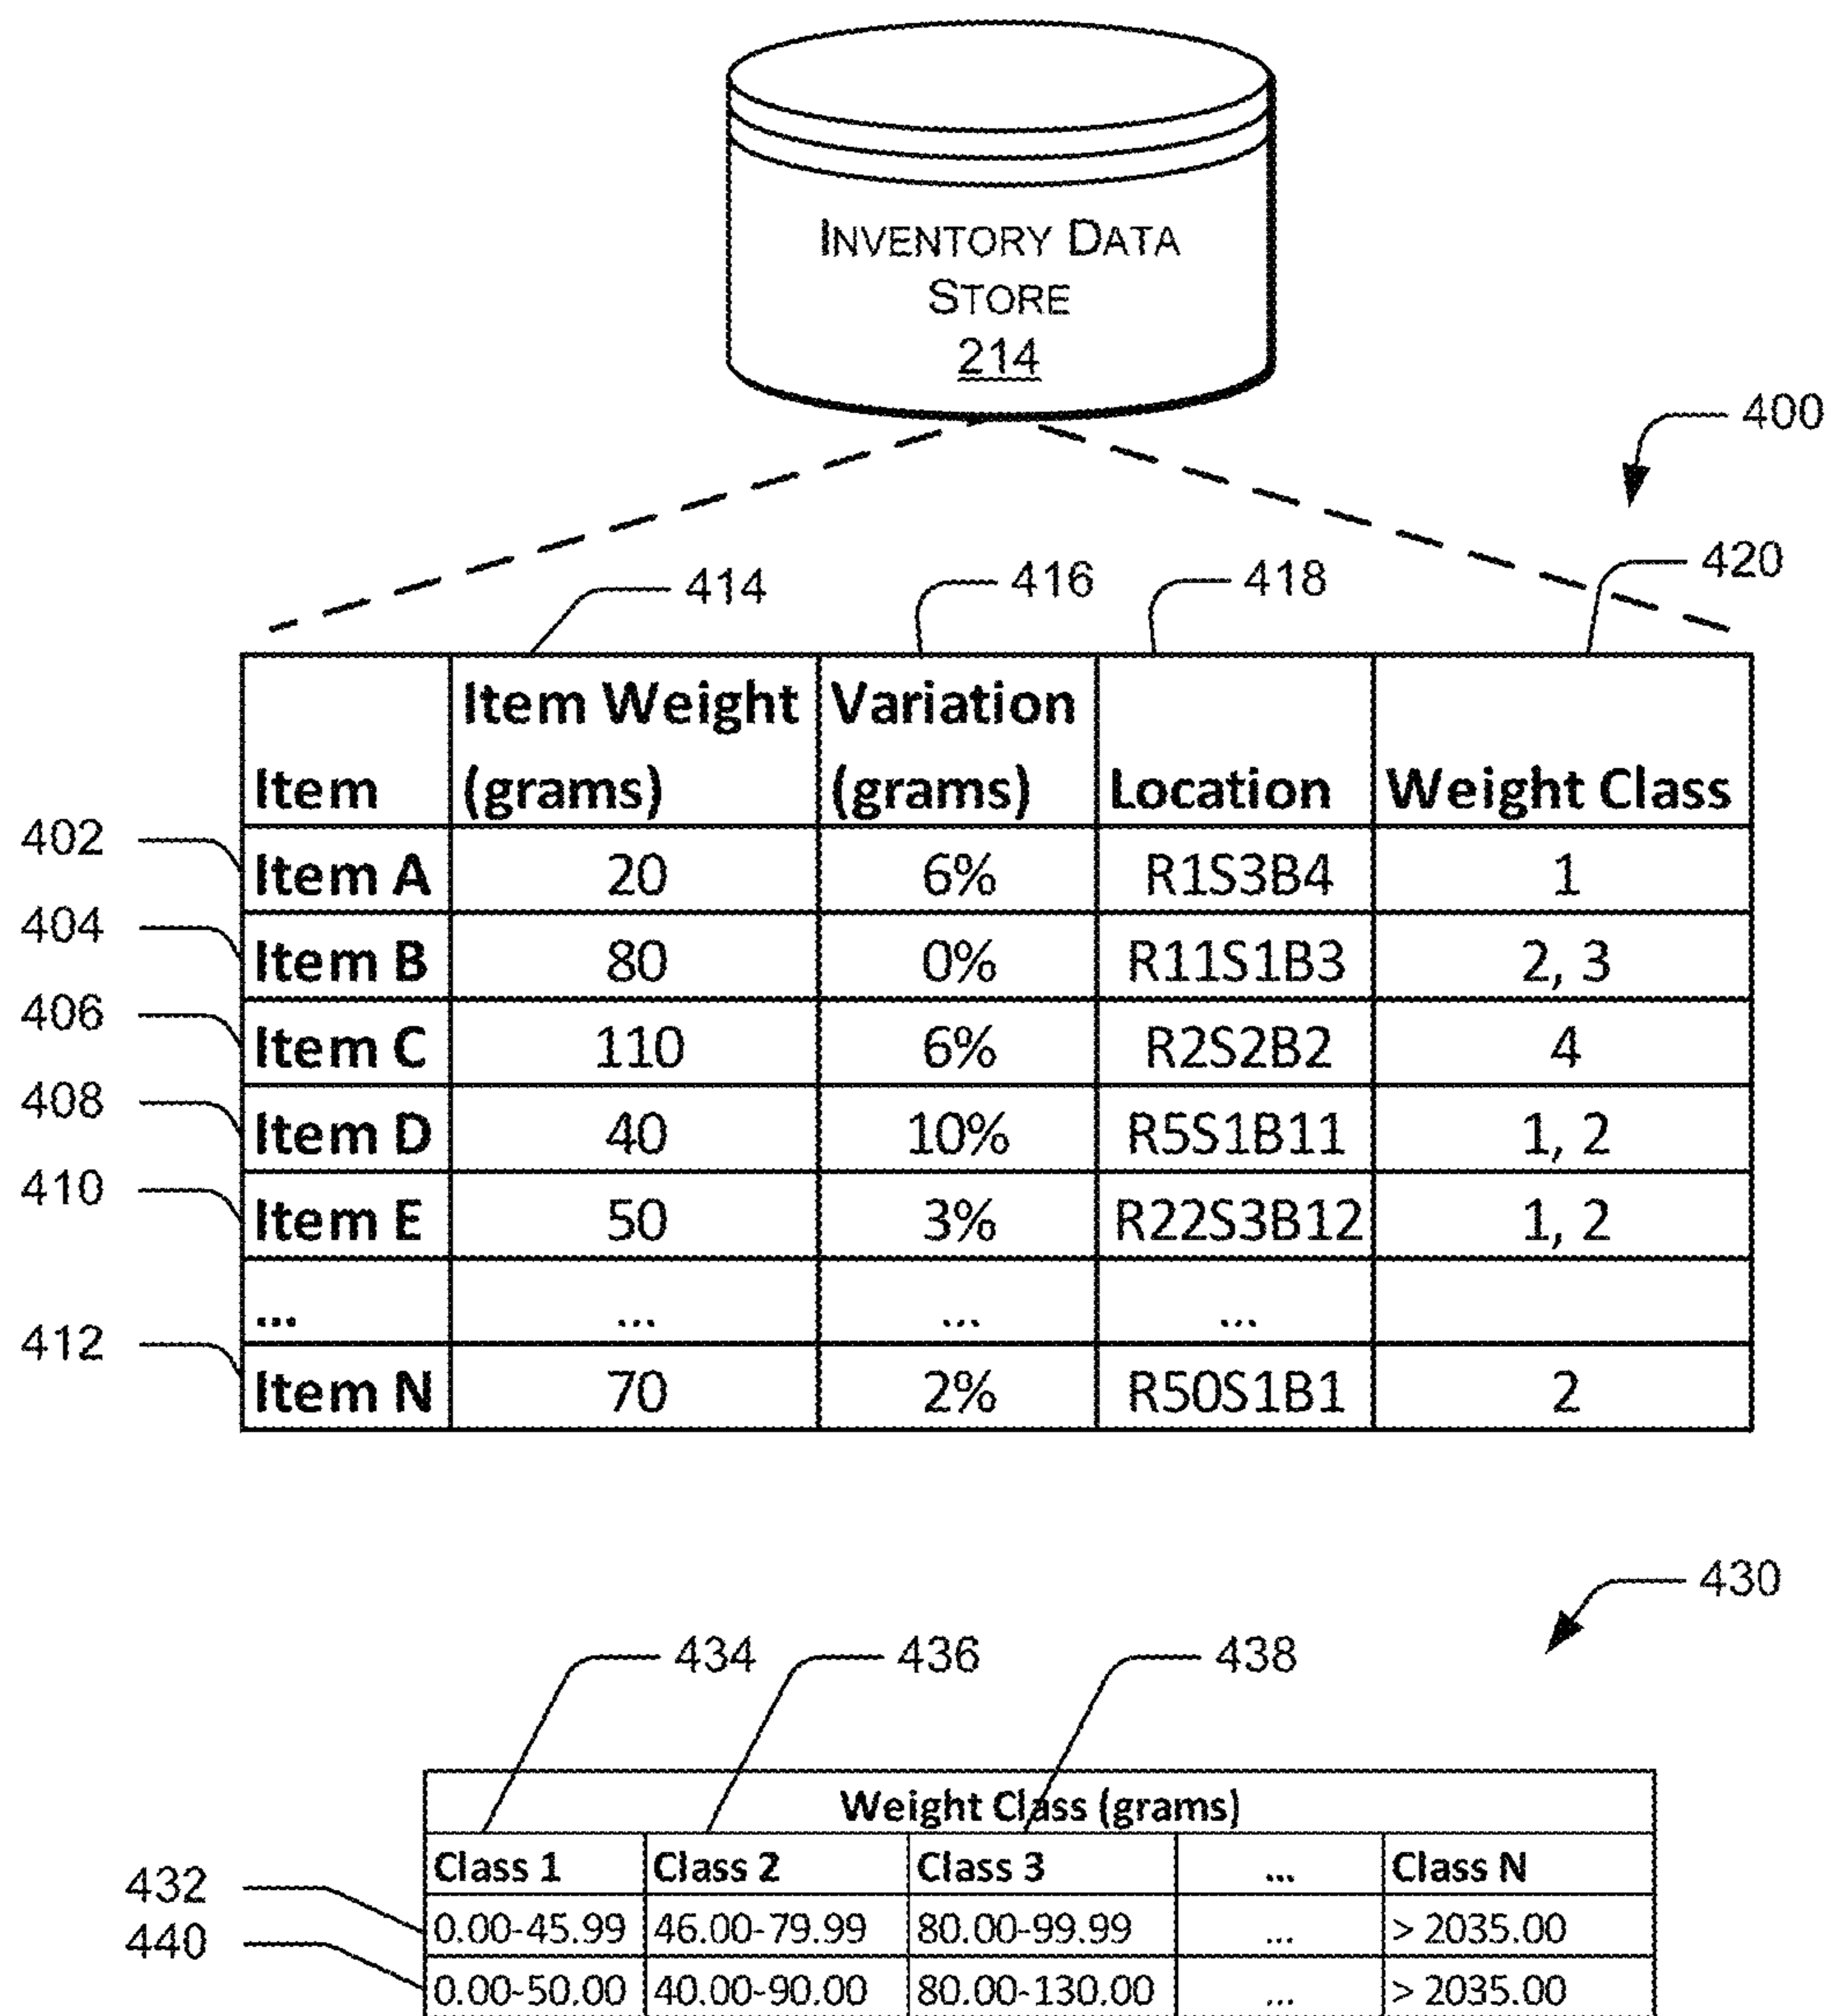 INVENTORY DATA
STORE
214
400
414 416 418 420
Item Item Weight (grams) Variation (grams) Location Weight Class
402 Item A 20 6% R1S3B4 1
404 Item B 80 0% R11S1B3 2, 3
406 Item C 110 6% R2S2B2 4
408 Item D 40 10% R5S1B11 1, 2
410 Item E 50 3% R22S3B12 1, 2
... ... ... ...
412 Item N 70 2% R50S1B1 2
430
434 436 438
Weight Class (grams)
Class 1 Class 2 Class 3 ... Class N
432 0.00-45.99 46.00-79.99 80.00-99.99 ... > 2035.00
440 0.00-50.00 40.00-90.00 80.00-130.00 ... > 2035.00